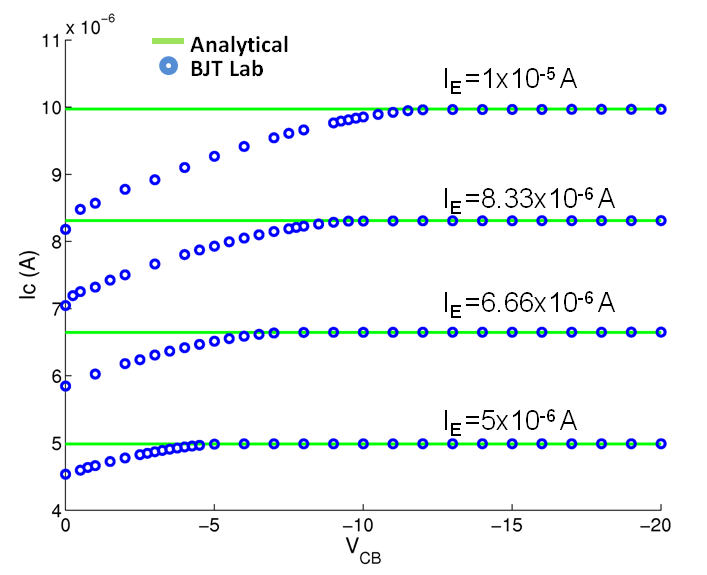 x 10⁻⁶
11
Analytical
BJT Lab
I_E=1x10⁻⁵ A
10
9
I_E=8.33x10⁻⁶ A
8
Ic (A)
I_E=6.66x10⁻⁶ A
7
6
I_E=5x10⁻⁶ A
5
4
0 −5 −10 −15 −20
V_CB